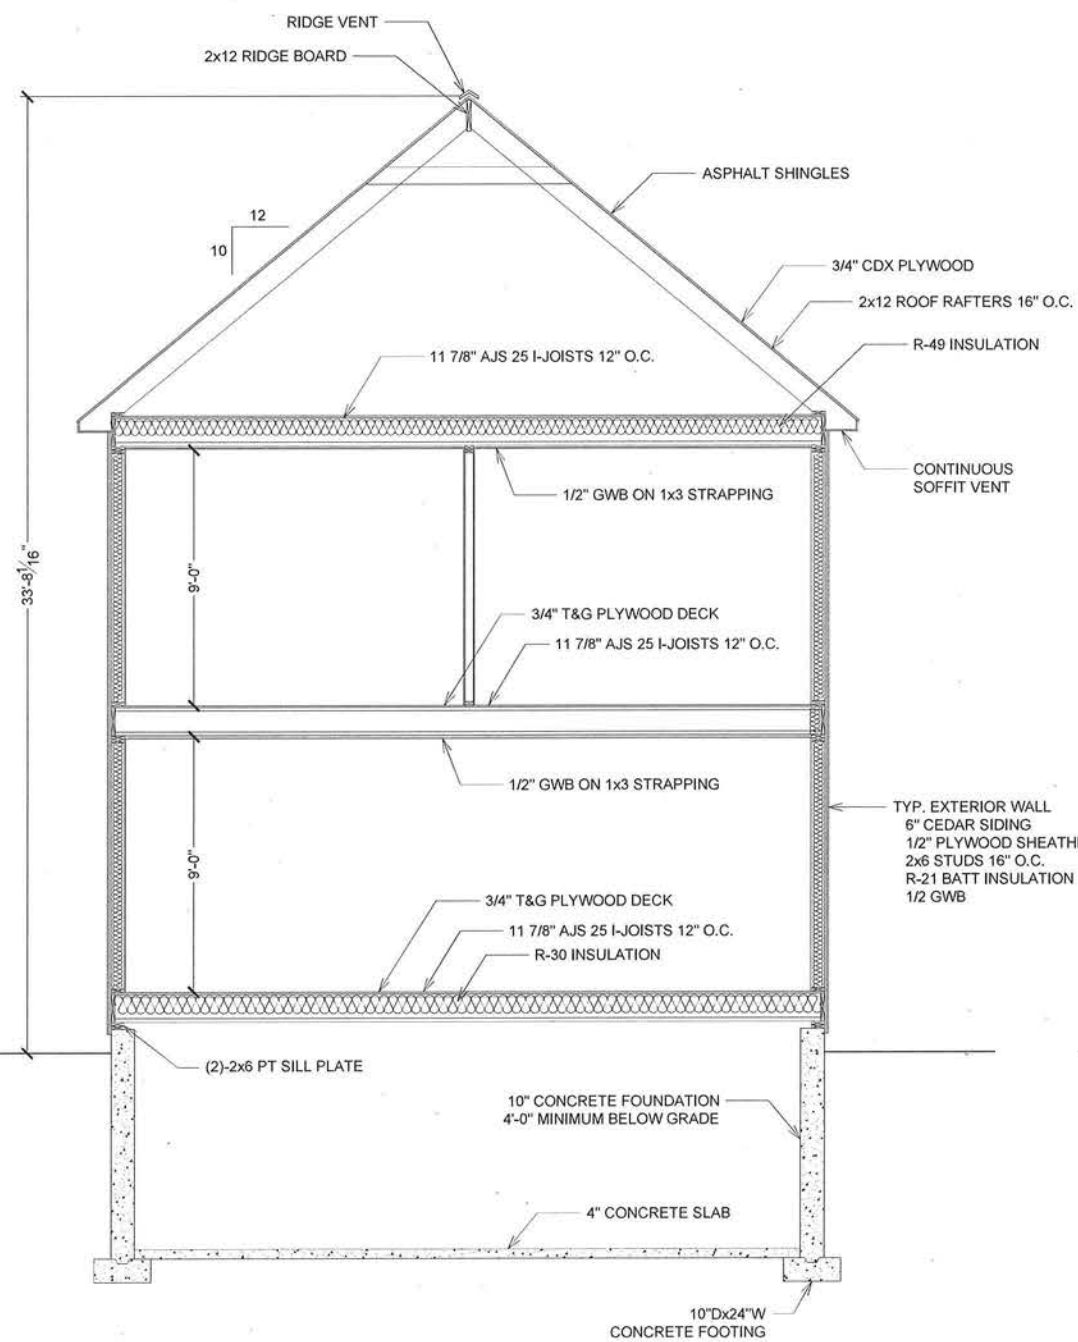 RIDGE VENT
2x12 RIDGE BOARD
ASPHALT SHINGLES
12
10
3/4" CDX PLYWOOD
2x12 ROOF RAFTERS 16" O.C.
R-49 INSULATION
11 7/8" AJS 25 I-JOISTS 12" O.C.
CONTINUOUS
SOFFIT VENT
1/2" GWB ON 1x3 STRAPPING
33'-8 1/16"
9'-0"
3/4" T&G PLYWOOD DECK
11 7/8" AJS 25 I-JOISTS 12" O.C.
1/2" GWB ON 1x3 STRAPPING
TYP. EXTERIOR WALL
6" CEDAR SIDING
1/2" PLYWOOD SHEATHI
2x6 STUDS 16" O.C.
R-21 BATT INSULATION
1/2 GWB
9'-0"
3/4" T&G PLYWOOD DECK
11 7/8" AJS 25 I-JOISTS 12" O.C.
R-30 INSULATION
(2)-2x6 PT SILL PLATE
10" CONCRETE FOUNDATION
4'-0" MINIMUM BELOW GRADE
4" CONCRETE SLAB
10"Dx24"W
CONCRETE FOOTING